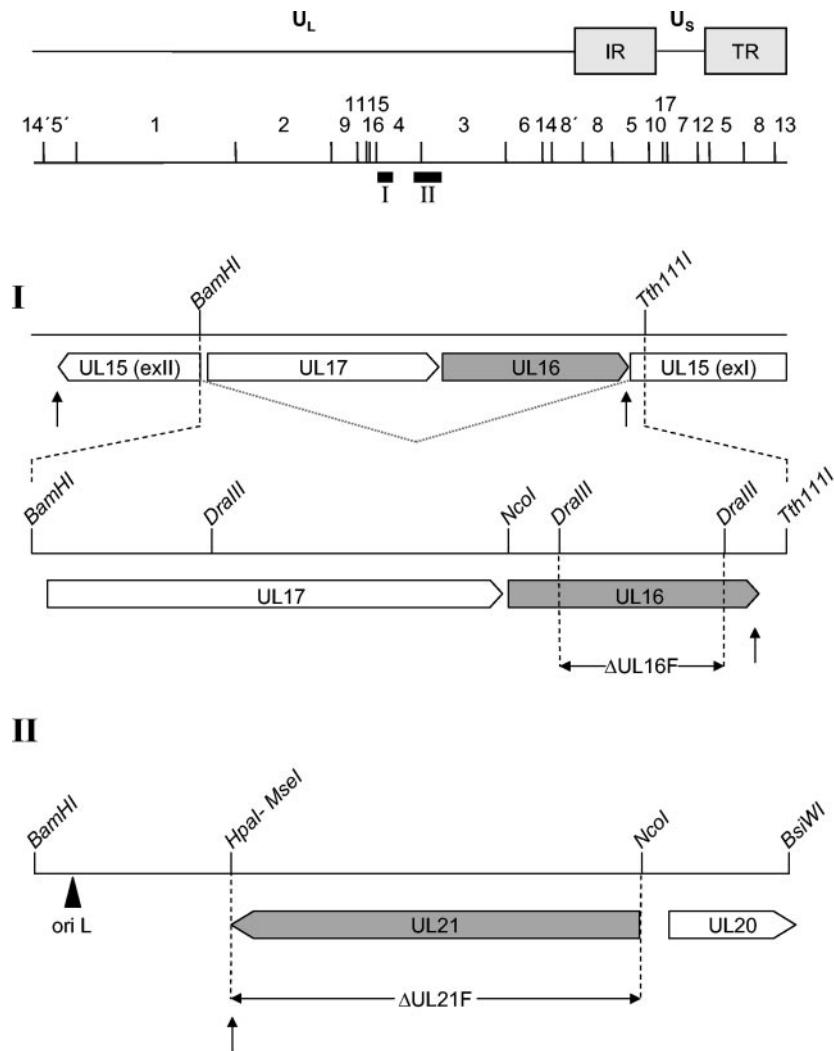 UL US
IR TR
11 15 17
14´5´ 1 2 9 16 4 3 6 14 8´ 8 5 10 7 12 5 8 13
I II
I
BamHI Tth111I
UL15 (exII) UL17 UL16 UL15 (exI)
BamHI DraIII NcoI DraIII DraIII Tth111I
UL17 UL16
ΔUL16F
II
BamHI HpaI- MseI NcoI BsiWI
ori L UL21 UL20
ΔUL21F